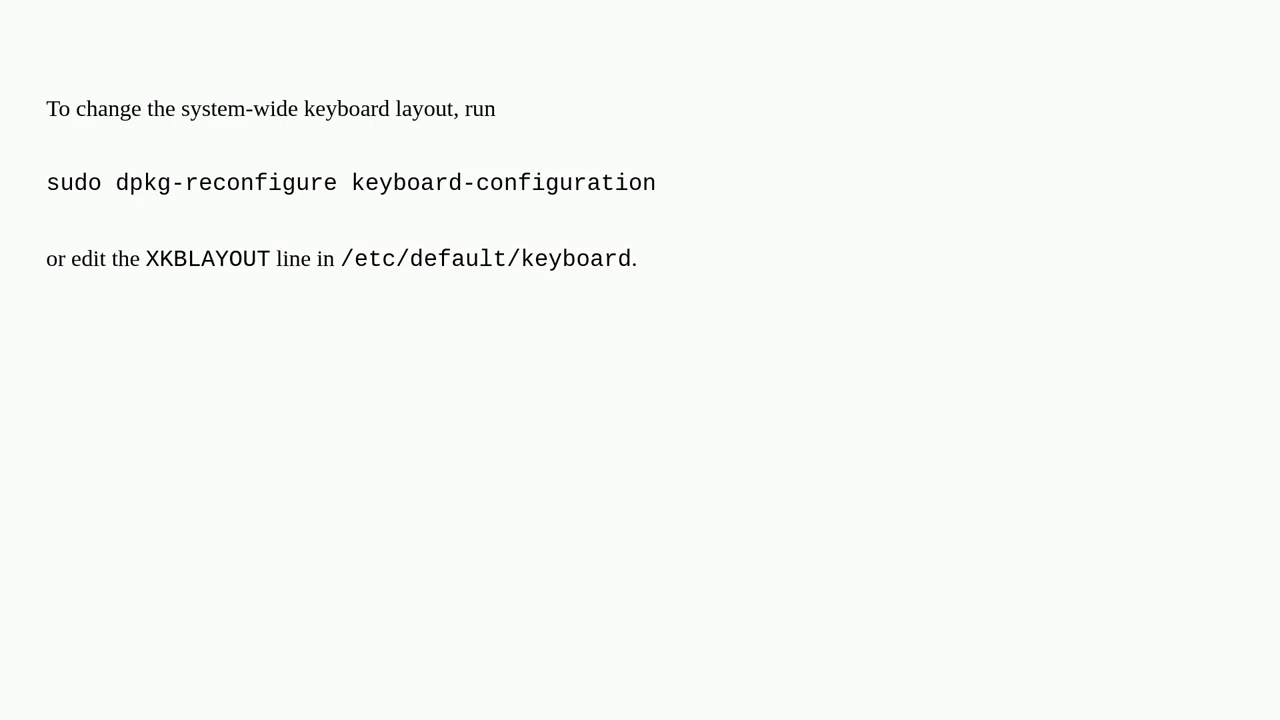 To change the system-wide keyboard layout, run
sudo dpkg-reconfigure keyboard-configuration
or edit the XKBLAYOUT line in /etc/default/keyboard.